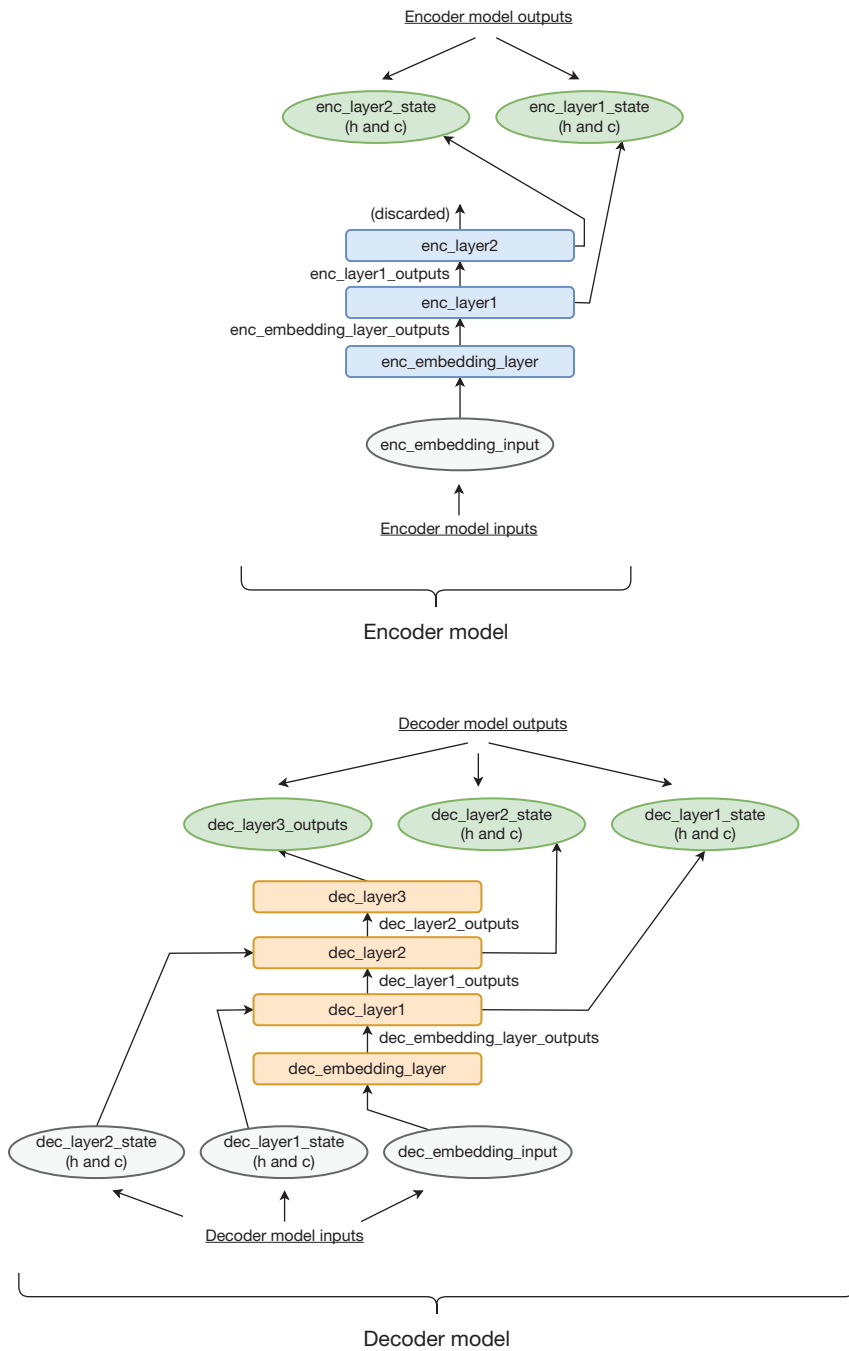 Encoder model outputs
enc_layer2_state
(h and c)
enc_layer1_state
(h and c)
(discarded)
enc_layer2
enc_layer1_outputs
enc_layer1
enc_embedding_layer_outputs
enc_embedding_layer
enc_embedding_input
Encoder model inputs
Encoder model
Decoder model outputs
dec_layer3_outputs
dec_layer2_state
(h and c)
dec_layer1_state
(h and c)
dec_layer3
dec_layer2_outputs
dec_layer2
dec_layer1_outputs
dec_layer1
dec_embedding_layer_outputs
dec_embedding_layer
dec_layer2_state
(h and c)
dec_layer1_state
(h and c)
dec_embedding_input
Decoder model inputs
Decoder model